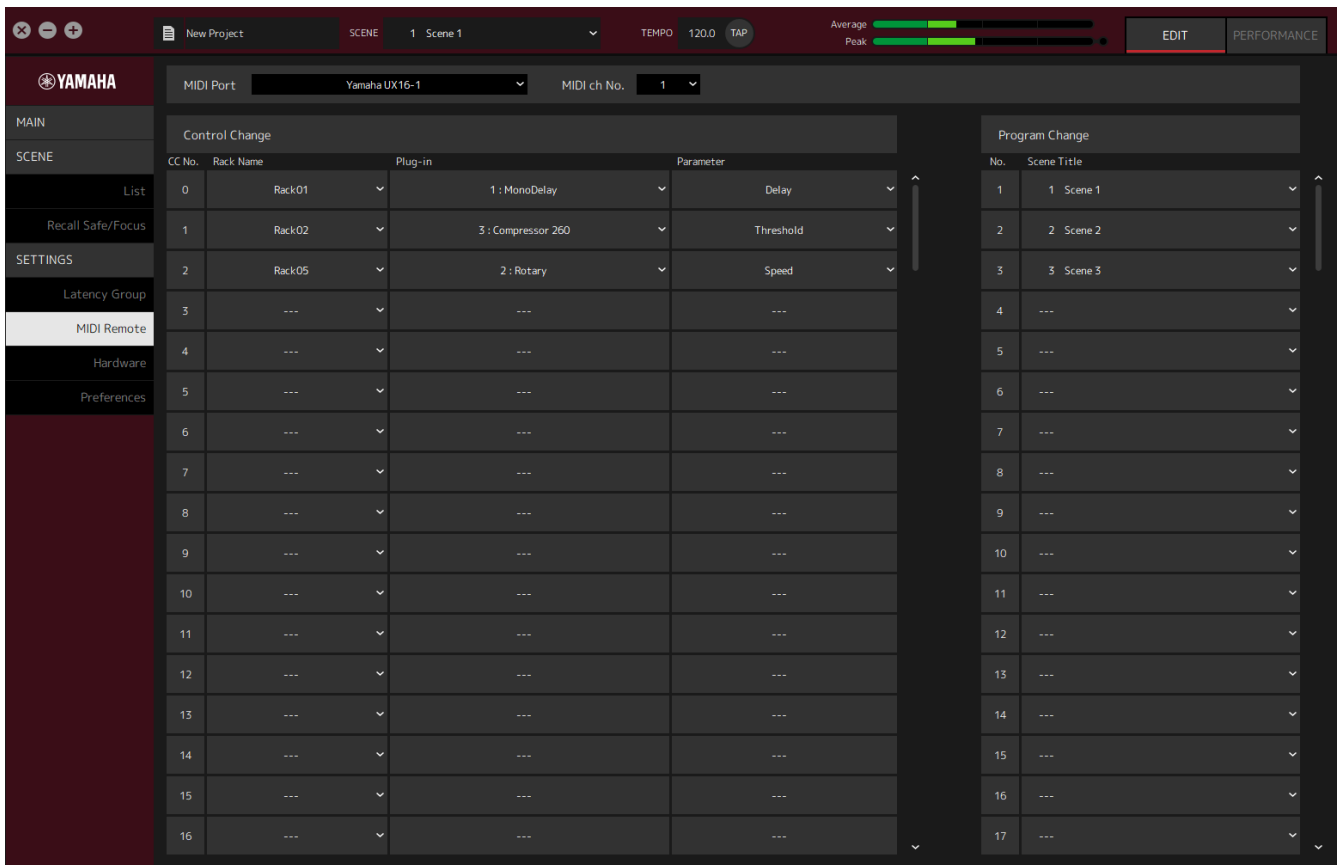 New Project SCENE 1 Scene 1 TEMPO 120.0 TAP Average
Peak EDIT PERFORMANCE
YAMAHA
MAIN
SCENE
List
Recall Safe/Focus
SETTINGS
Latency Group
MIDI Remote
Hardware
Preferences
MIDI Port Yamaha UX16-1 MIDI ch No. 1
Control Change
CC No. Rack Name Plug-in Parameter
0 Rack01 1 : MonoDelay Delay
1 Rack02 3 : Compressor 260 Threshold
2 Rack05 2 : Rotary Speed
3 --- --- ---
4 --- --- ---
5 --- --- ---
6 --- --- ---
7 --- --- ---
8 --- --- ---
9 --- --- ---
10 --- --- ---
11 --- --- ---
12 --- --- ---
13 --- --- ---
14 --- --- ---
15 --- --- ---
16 --- --- ---
Program Change
No. Scene Title
1 1 Scene 1
2 2 Scene 2
3 3 Scene 3
4 ---
5 ---
6 ---
7 ---
8 ---
9 ---
10 ---
11 ---
12 ---
13 ---
14 ---
15 ---
16 ---
17 ---